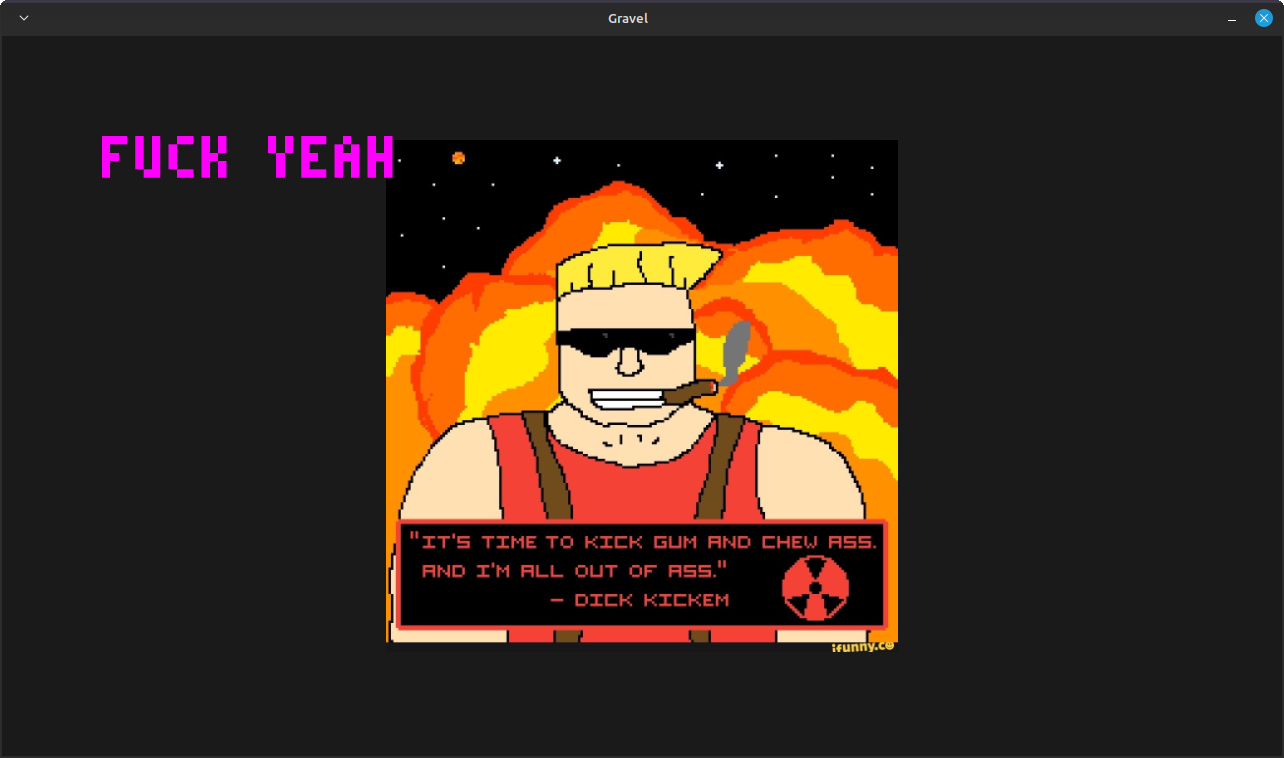 Gravel
FUCK YEAH
"IT'S TIME TO KICK GUM AND CHEW ASS.
AND I'M ALL OUT OF ASS."
- DICK KICKEM
ifunny.co